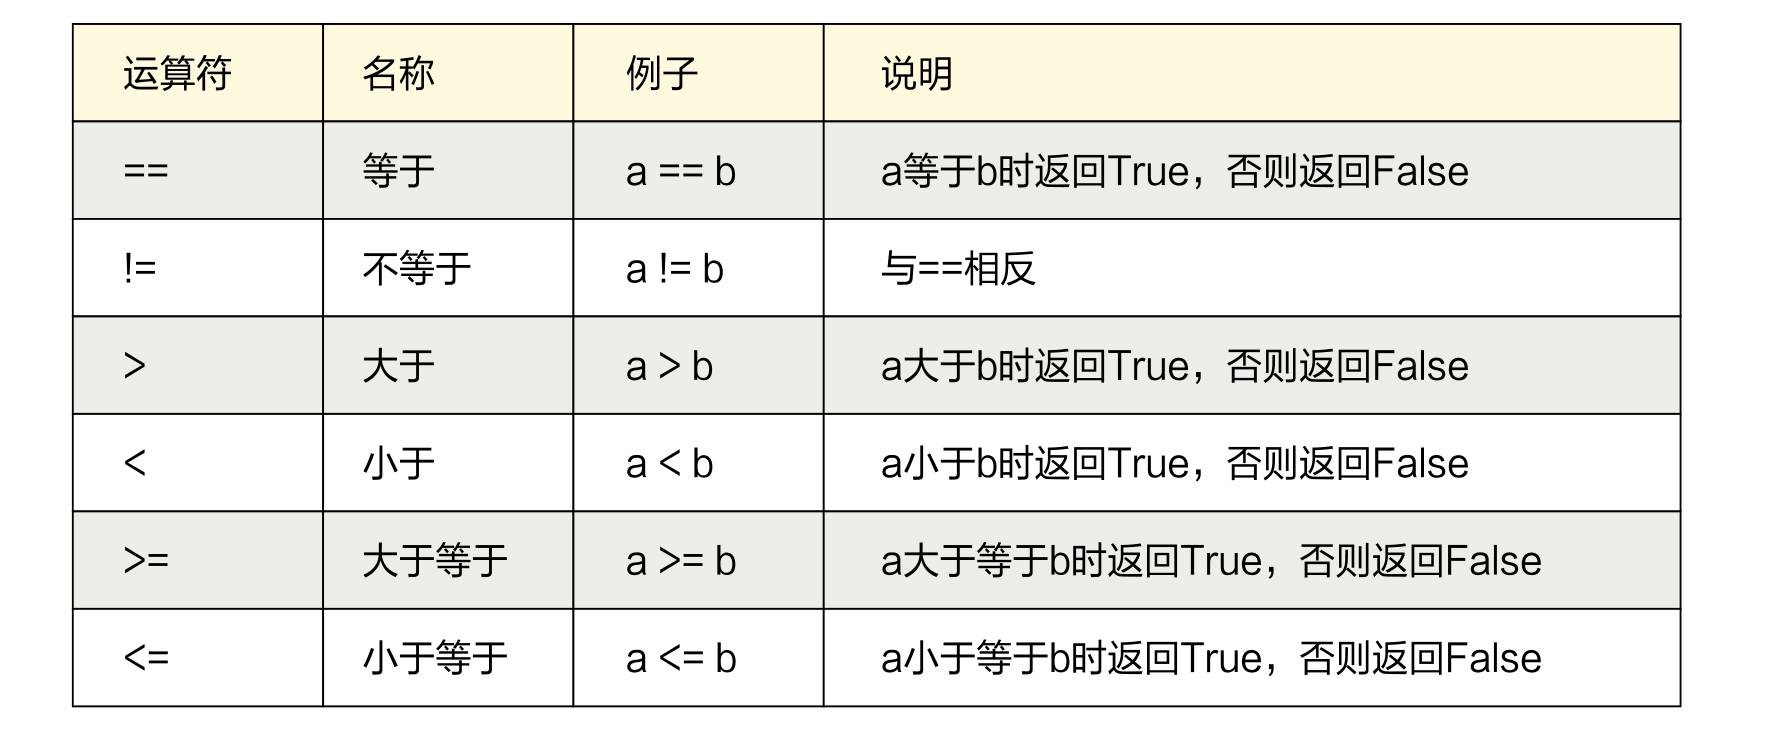 运算符 名称 例子 说明
== 等于 a == b a等于b时返回True，否则返回False
!= 不等于 a != b 与==相反
> 大于 a > b a大于b时返回True，否则返回False
< 小于 a < b a小于b时返回True，否则返回False
>= 大于等于 a >= b a大于等于b时返回True，否则返回False
<= 小于等于 a <= b a小于等于b时返回True，否则返回False